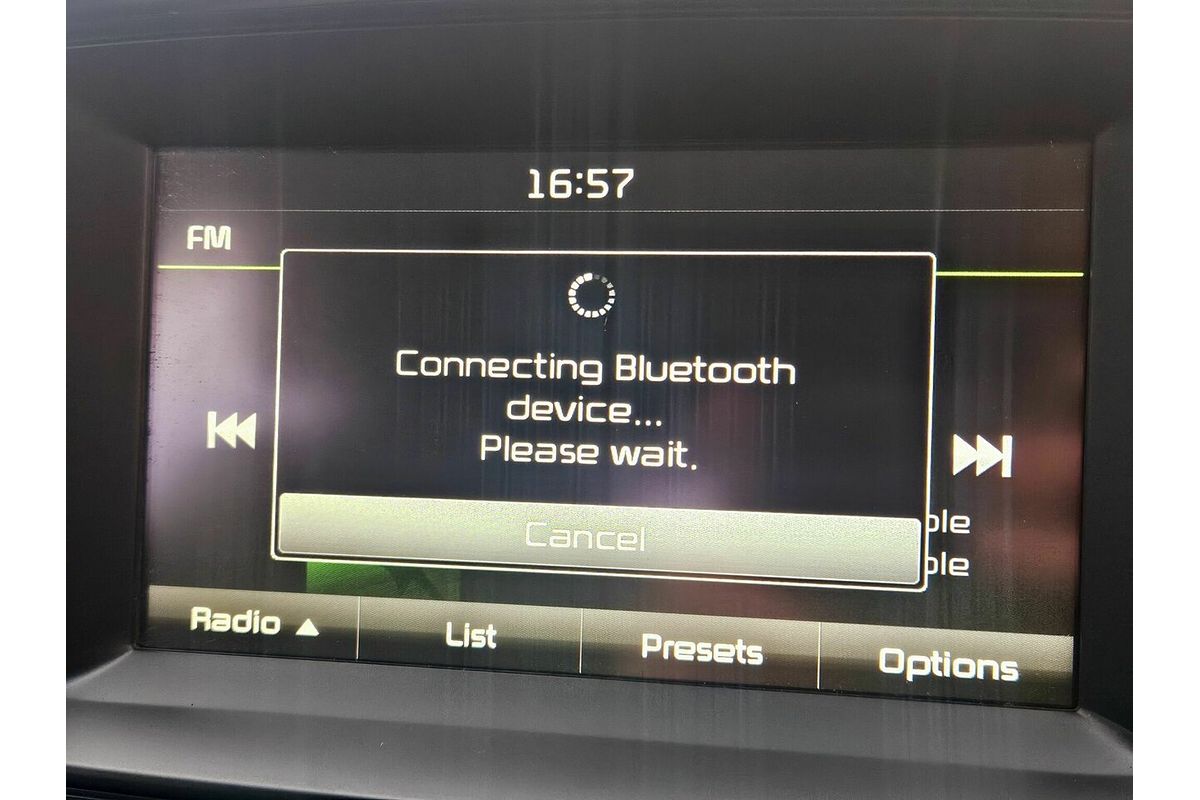 16:57
FM
Connecting Bluetooth
device...
Please wait.
Cancel
Radio ▲
List
Presets
Options